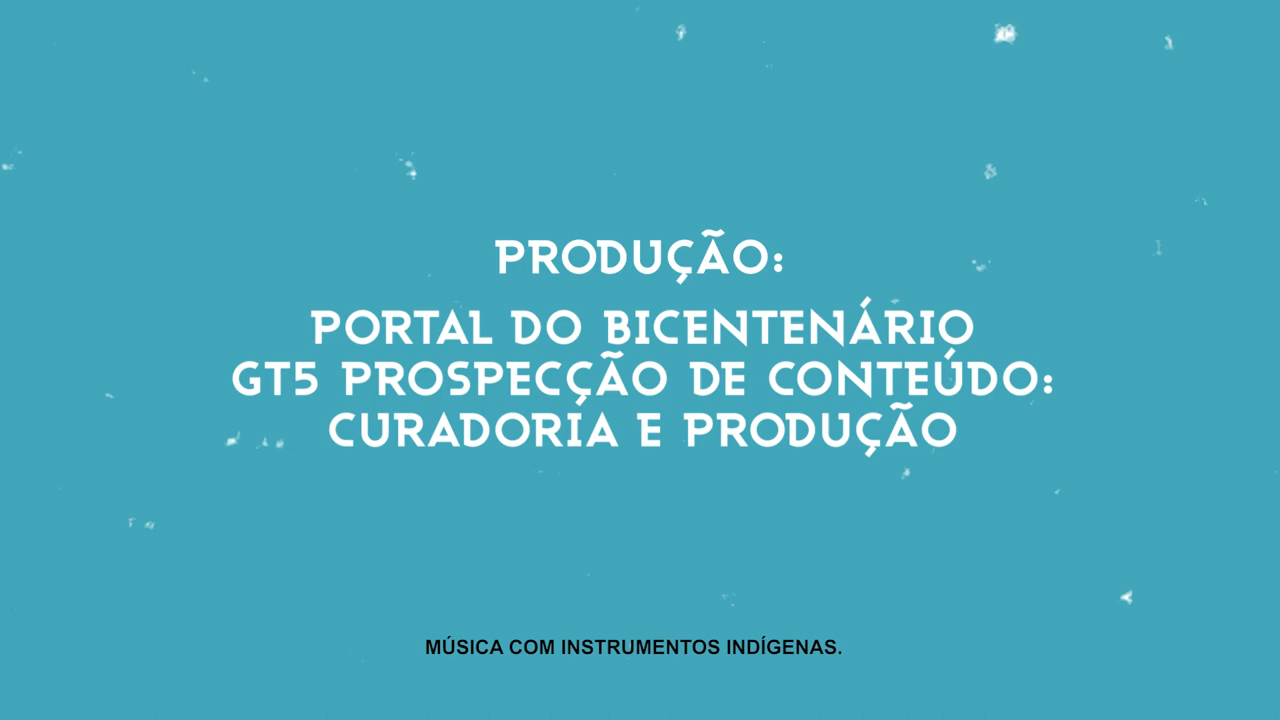 PRODUÇÃO:
PORTAL DO BICENTENÁRIO
GT5 PROSPECÇÃO DE CONTEÚDO:
CURADORIA E PRODUÇÃO
MÚSICA COM INSTRUMENTOS INDÍGENAS.